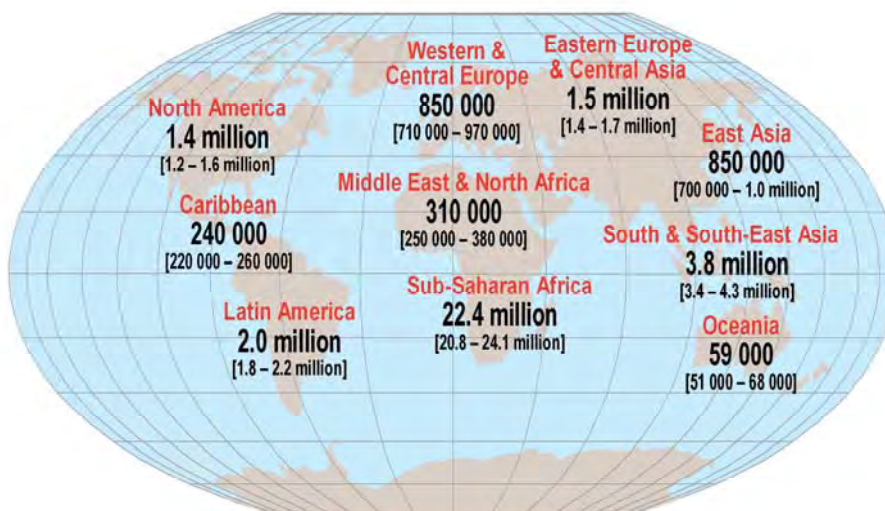 Western &
Central Europe
850 000
[710 000 – 970 000]
Eastern Europe
& Central Asia
1.5 million
[1.4 – 1.7 million]
North America
1.4 million
[1.2 – 1.6 million]
East Asia
850 000
[700 000 – 1.0 million]
Middle East & North Africa
310 000
[250 000 – 380 000]
Caribbean
240 000
[220 000 – 260 000]
South & South-East Asia
3.8 million
[3.4 – 4.3 million]
Sub-Saharan Africa
22.4 million
[20.8 – 24.1 million]
Latin America
2.0 million
[1.8 – 2.2 million]
Oceania
59 000
[51 000 – 68 000]